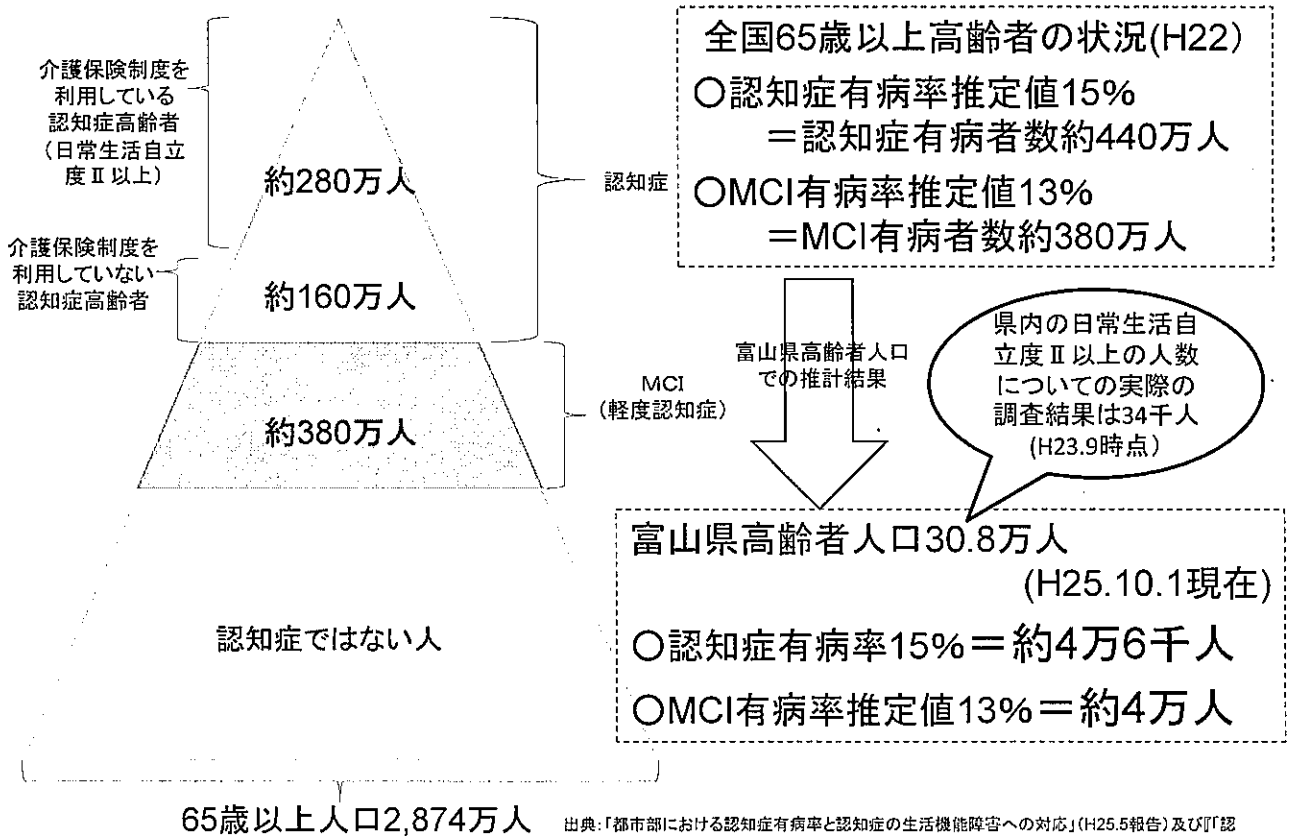 介護保険制度を
利用している
認知症高齢者
(日常生活自立
度Ⅱ以上)
約280万人
認知症
介護保険制度を
利用していない
認知症高齢者
約160万人
MCI
(軽度認知症)
約380万人
認知症ではない人
65歳以上人口2,874万人
全国65歳以上高齢者の状況(H22)
〇認知症有病率推定値15%
＝認知症有病者数約440万人
〇MCI有病率推定値13%
＝MCI有病者数約380万人
富山県高齢者人口
での推計結果
県内の日常生活自
立度Ⅱ以上の人数
についての実際の
調査結果は34千人
(H23.9時点)
富山県高齢者人口30.8万人
(H25.10.1現在)
〇認知症有病率15%＝約4万6千人
〇MCI有病率推定値13%＝約4万人
出典:「都市部における認知症有病率と認知症の生活機能障害への対応」(H25.5報告)及び『「認